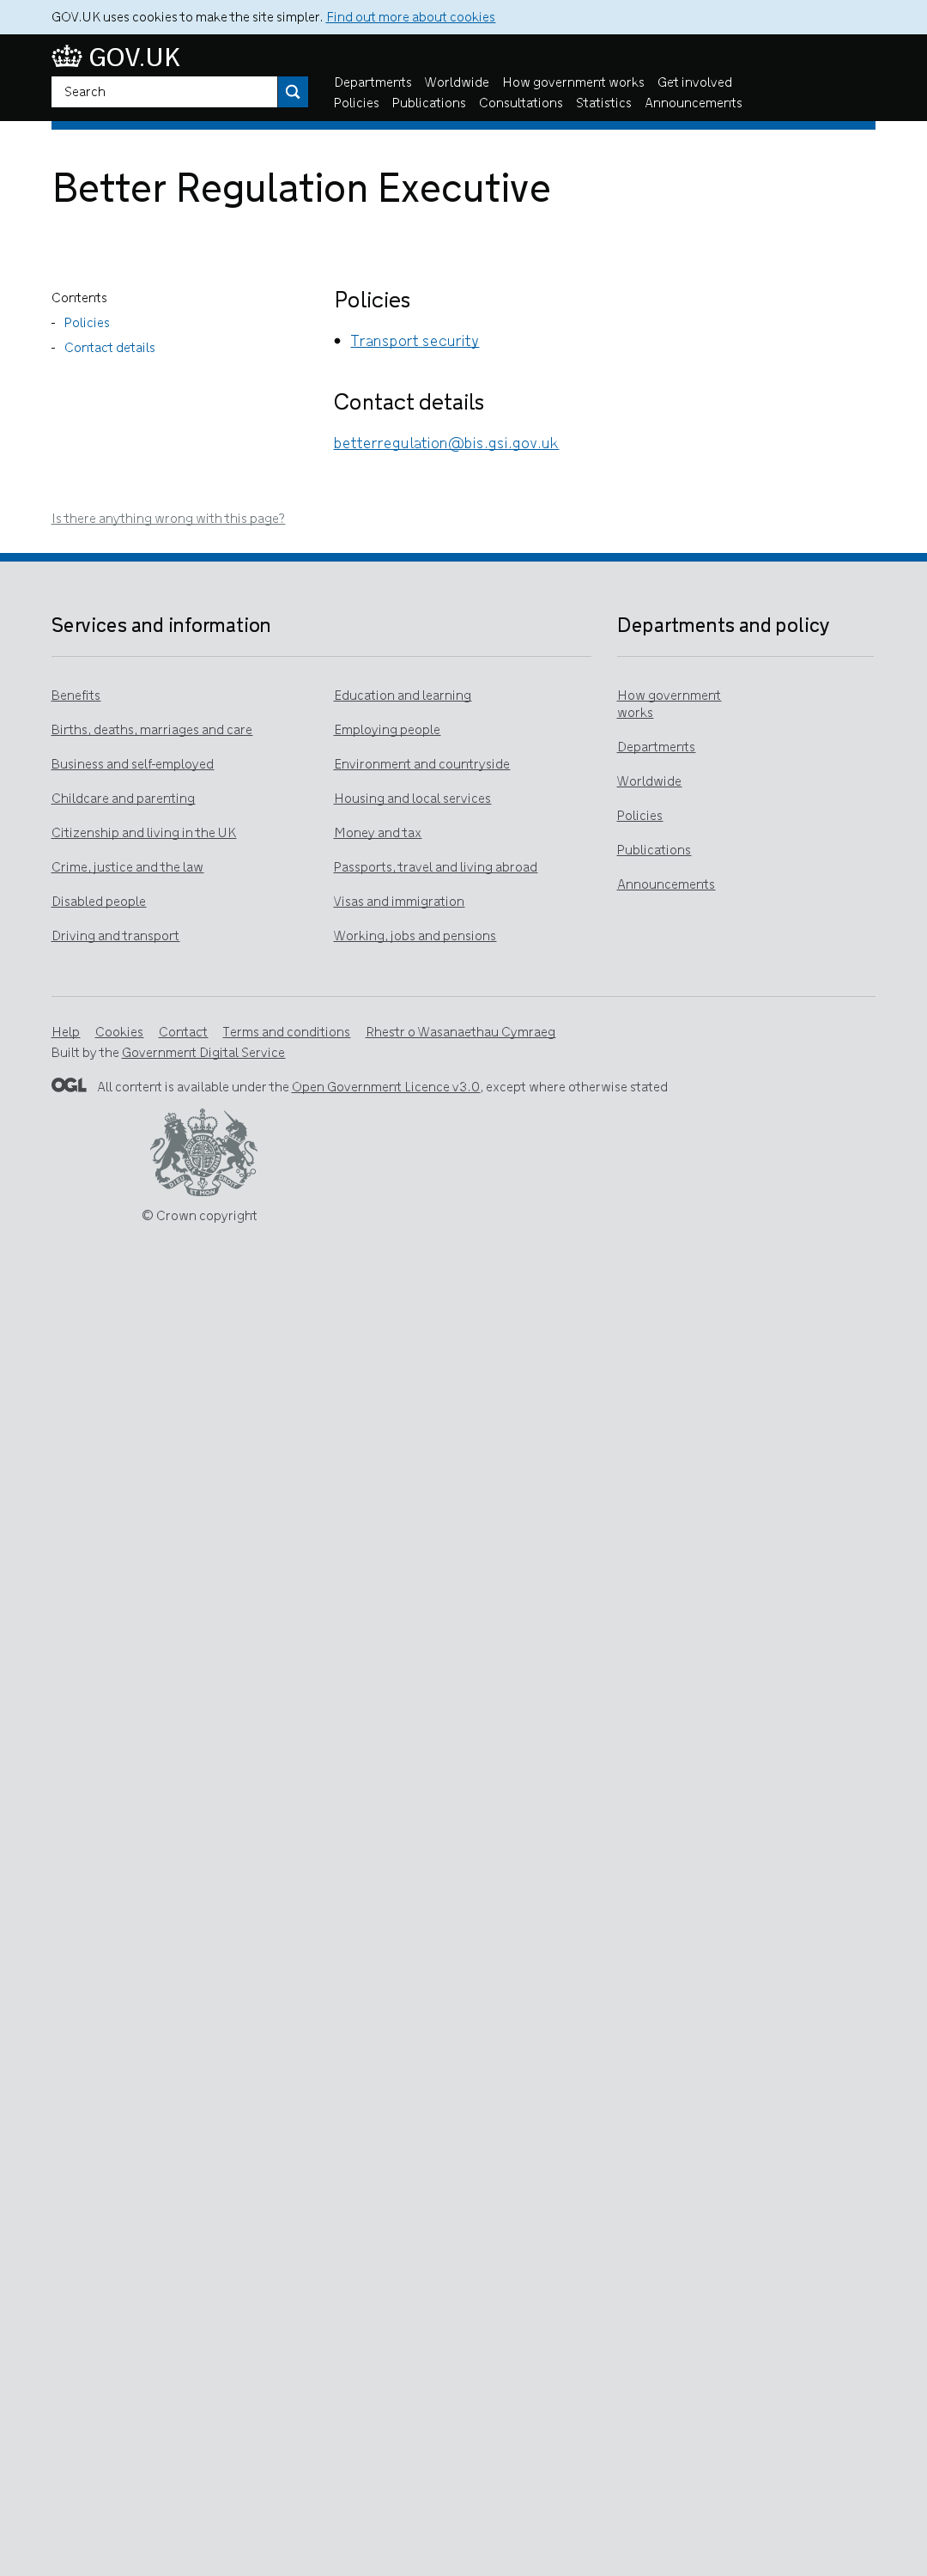 GOV.UK uses cookies to make the site simpler. Find out more about cookies
GOV.UK
Search
Departments Worldwide How government works Get involved
Policies Publications Consultations Statistics Announcements
Better Regulation Executive
Contents
- Policies
- Contact details
Policies
• Transport security
Contact details
betterregulation@bis.gsi.gov.uk
Is there anything wrong with this page?
Services and information
Benefits
Births, deaths, marriages and care
Business and self-employed
Childcare and parenting
Citizenship and living in the UK
Crime, justice and the law
Disabled people
Driving and transport
Education and learning
Employing people
Environment and countryside
Housing and local services
Money and tax
Passports, travel and living abroad
Visas and immigration
Working, jobs and pensions
Departments and policy
How government
works
Departments
Worldwide
Policies
Publications
Announcements
Help Cookies Contact Terms and conditions Rhestr o Wasanaethau Cymraeg
Built by the Government Digital Service
OGL All content is available under the Open Government Licence v3.0, except where otherwise stated
DIEU ET MON DROIT
© Crown copyright